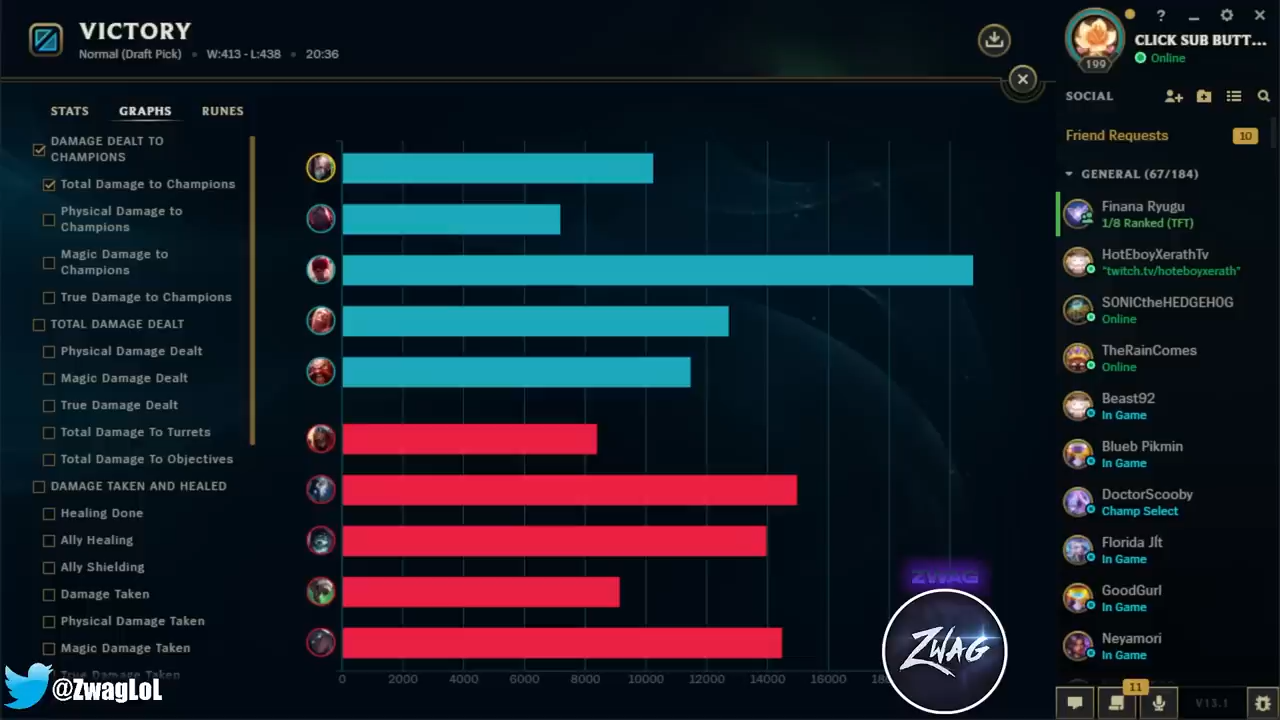 VICTORY
Normal (Draft Pick) • W:413 - L:438 • 20:36
199
?
CLICK SUB BUTT...
Online
STATS
GRAPHS
RUNES
SOCIAL
DAMAGE DEALT TO
CHAMPIONS
Total Damage to Champions
Physical Damage to
Champions
Magic Damage to
Champions
True Damage to Champions
TOTAL DAMAGE DEALT
Physical Damage Dealt
Magic Damage Dealt
True Damage Dealt
Total Damage To Turrets
Total Damage To Objectives
DAMAGE TAKEN AND HEALED
Healing Done
Ally Healing
Ally Shielding
Damage Taken
Physical Damage Taken
Magic Damage Taken
True Damage Taken
@ZwagLoL
0
2000
4000
6000
8000
10000
12000
14000
16000
ZWAG
ZWAG
Friend Requests
10
GENERAL (67/184)
Finana Ryugu
1/8 Ranked (TFT)
HotEboyXerathTv
"twitch.tv/hoteboyxerath"
SONICtheHEDGEHOG
Online
TheRainComes
Online
Beast92
In Game
Blueb Pikmin
In Game
DoctorScooby
Champ Select
Florida
In Game
GoodGurl
In Game
Neyamori
In Game
11
V13.1